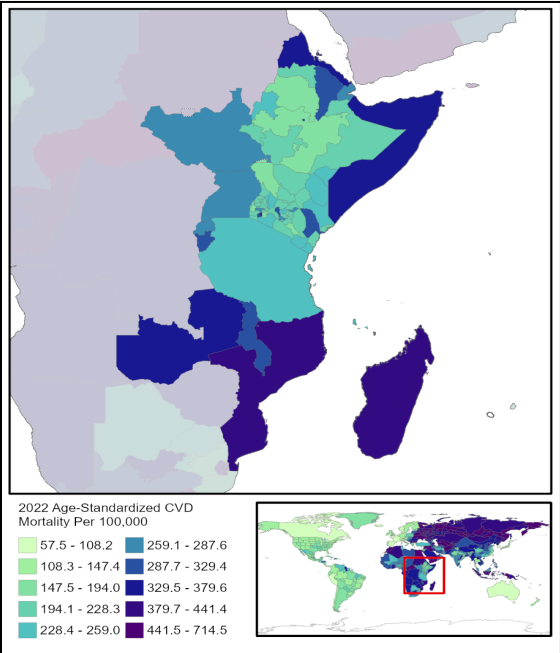 2022 Age-Standardized CVD
Mortality Per 100,000
57.5 - 108.2
108.3 - 147.4
147.5 - 194.0
194.1 - 228.3
228.4 - 259.0
259.1 - 287.6
287.7 - 329.4
329.5 - 379.6
379.7 - 441.4
441.5 - 714.5